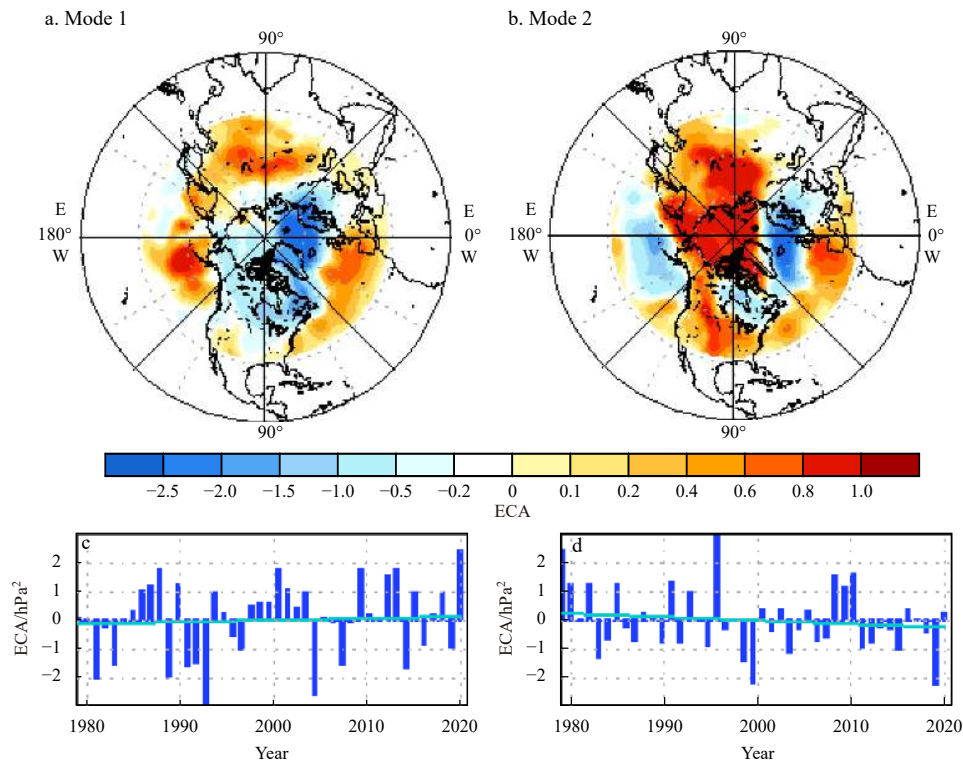 a. Mode 1
b. Mode 2
90°
90°
E
180°
W
E
0°
W
E
180°
W
E
0°
W
90°
90°
−2.5 −2.0 −1.5 −1.0 −0.5 −0.2 0 0.1 0.2 0.4 0.6 0.8 1.0
ECA
c
2
1
0
−1
−2
ECA/hPa²
1980 1990 2000 2010 2020
Year
d
2
1
0
−1
−2
ECA/hPa²
1980 1990 2000 2010 2020
Year